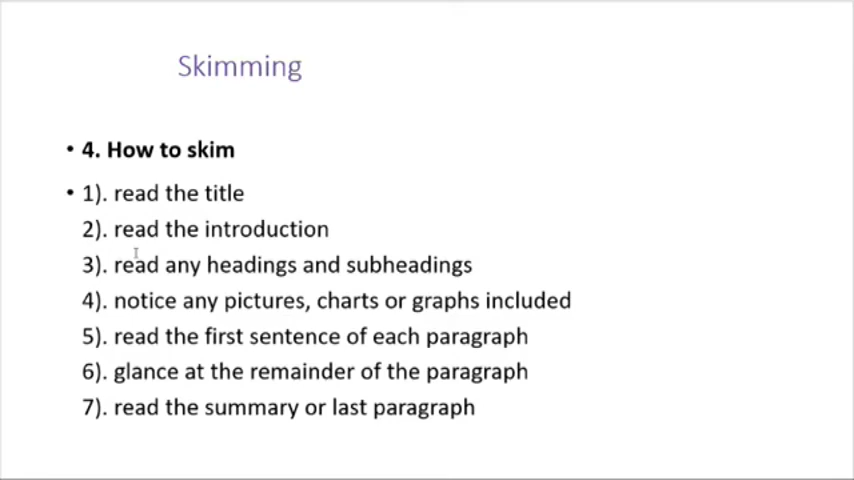 Skimming
• 4. How to skim
• 1). read the title
2). read the introduction
3). read any headings and subheadings
4). notice any pictures, charts or graphs included
5). read the first sentence of each paragraph
6). glance at the remainder of the paragraph
7). read the summary or last paragraph